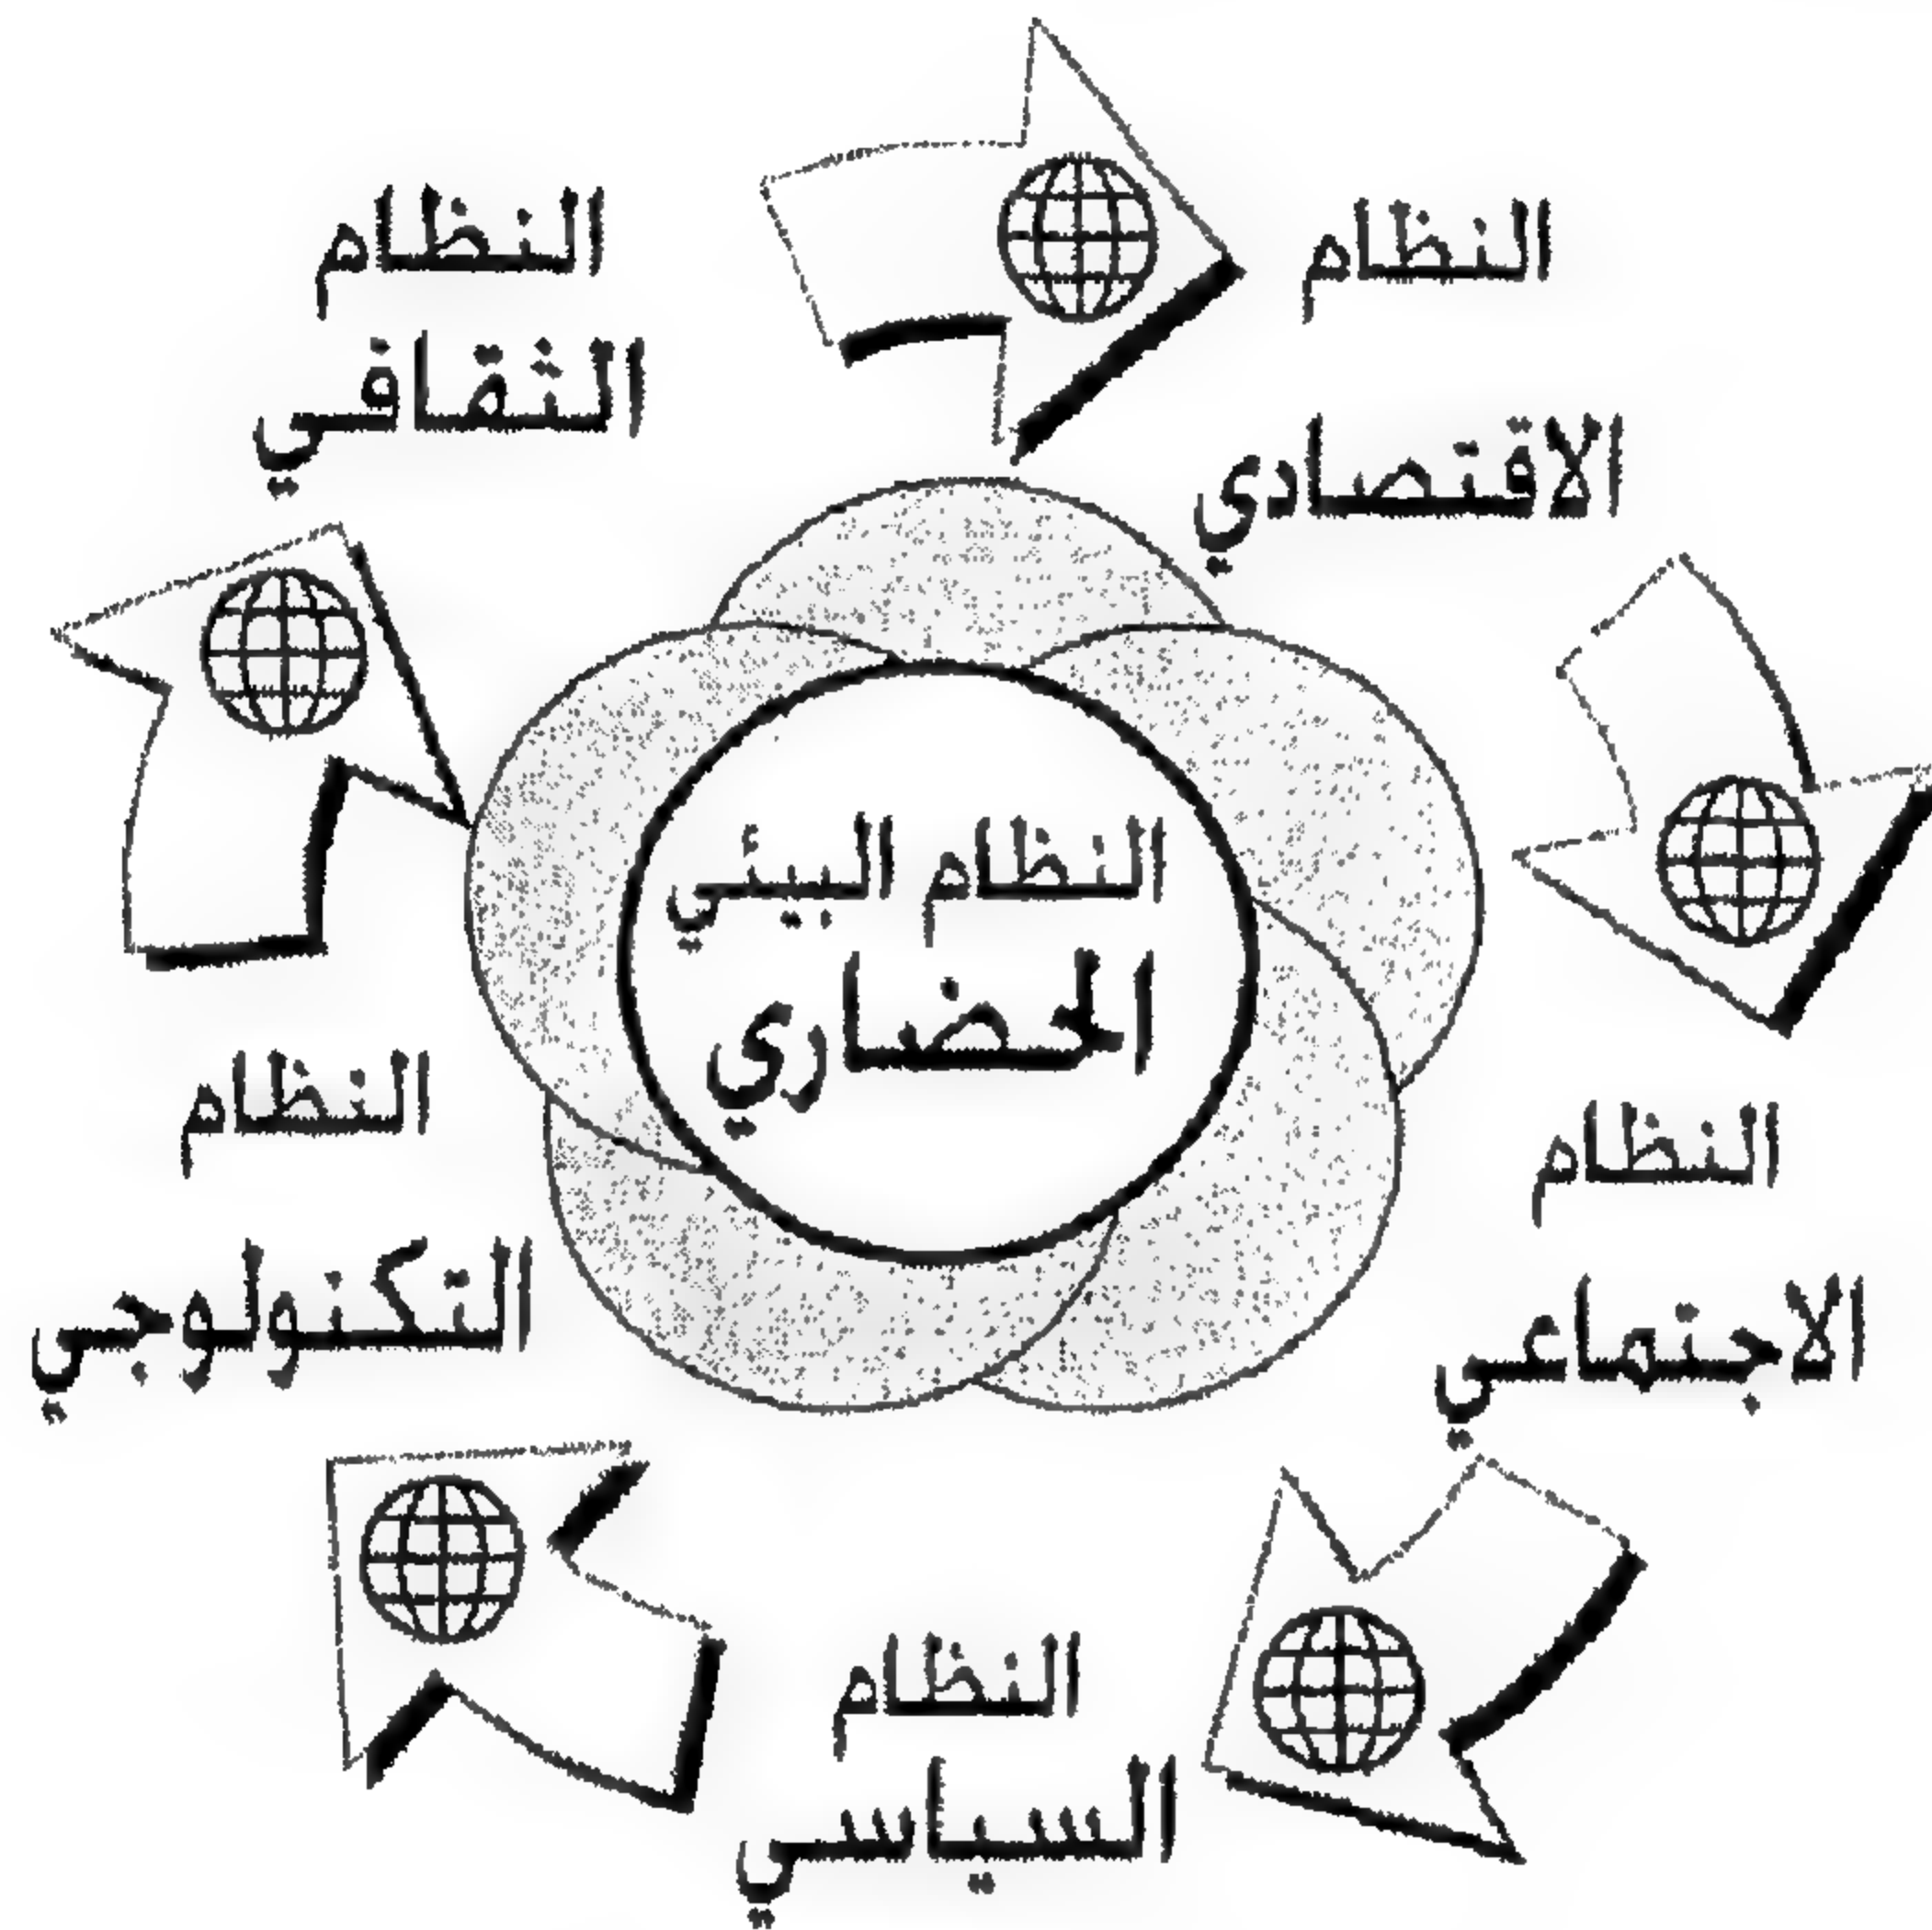 النظام
الثقافي
النظام
الاقتصادي
النظام البيئي
الحضاري
النظام
الاجتماعي
النظام
التكنولوجي
النظام
السياسي